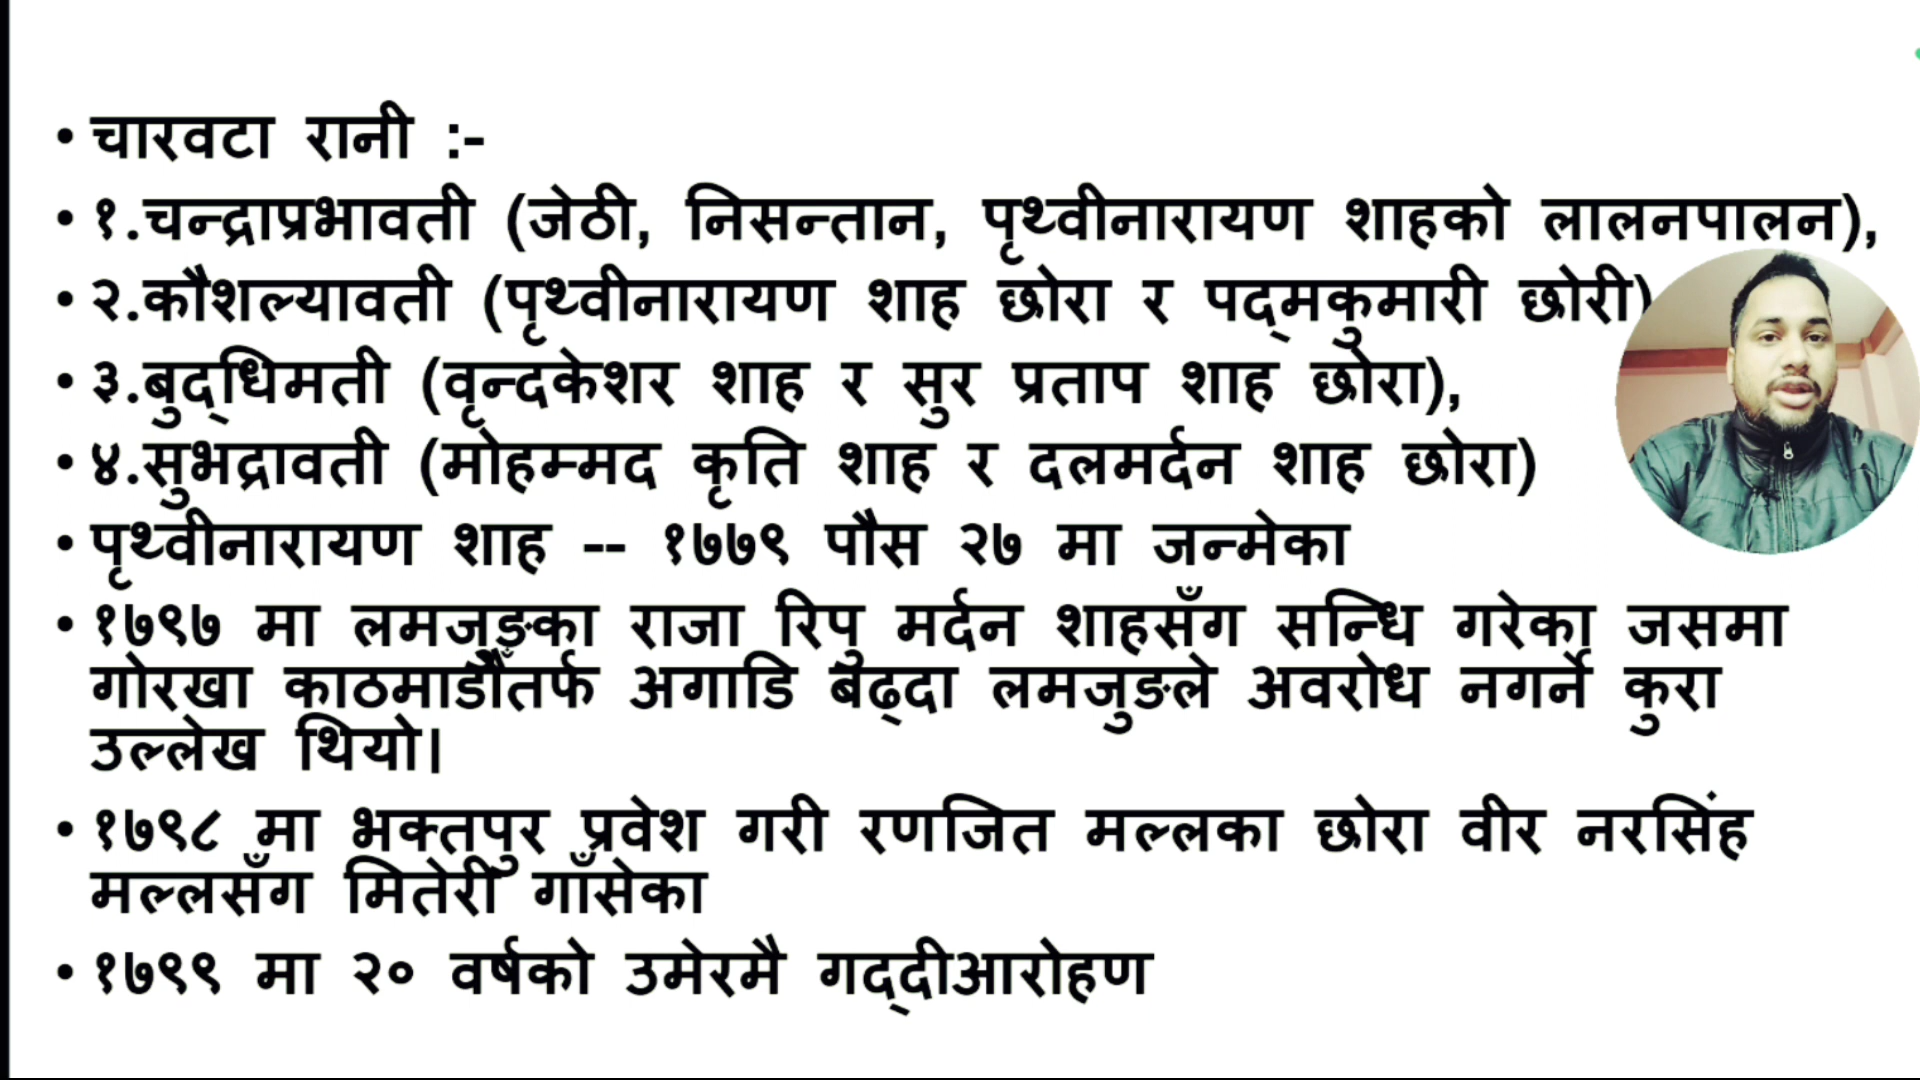 • चारवटा रानी :-
• १.चन्द्राप्रभावती (जेठी, निसन्तान, पृथ्वीनारायण शाहको लालनपालन),
• २.कौशल्यावती (पृथ्वीनारायण शाह छोरा र पद्मकुमारी छोरी)
• ३.बुद्धिमती (वृन्दकेशर शाह र सुर प्रताप शाह छोरा),
• ४.सुभद्रावती (मोहम्मद कृति शाह र दलमर्दन शाह छोरा)
• पृथ्वीनारायण शाह -- १७७९ पौस २७ मा जन्मेका
• १७९७ मा लमजुङका राजा रिपु मर्दन शाहसँग सन्धि गरेका जसमा
गोरखा काठमाडौँतर्फ अगाडि बढ्दा लमजुङले अवरोध नगर्ने कुरा
उल्लेख थियो।
• १७९८ मा भक्तपुर प्रवेश गरी रणजित मल्लका छोरा वीर नरसिंह
मल्लसँग मितेरी गाँसेका
• १७९९ मा २० वर्षको उमेरमै गद्दीआरोहण